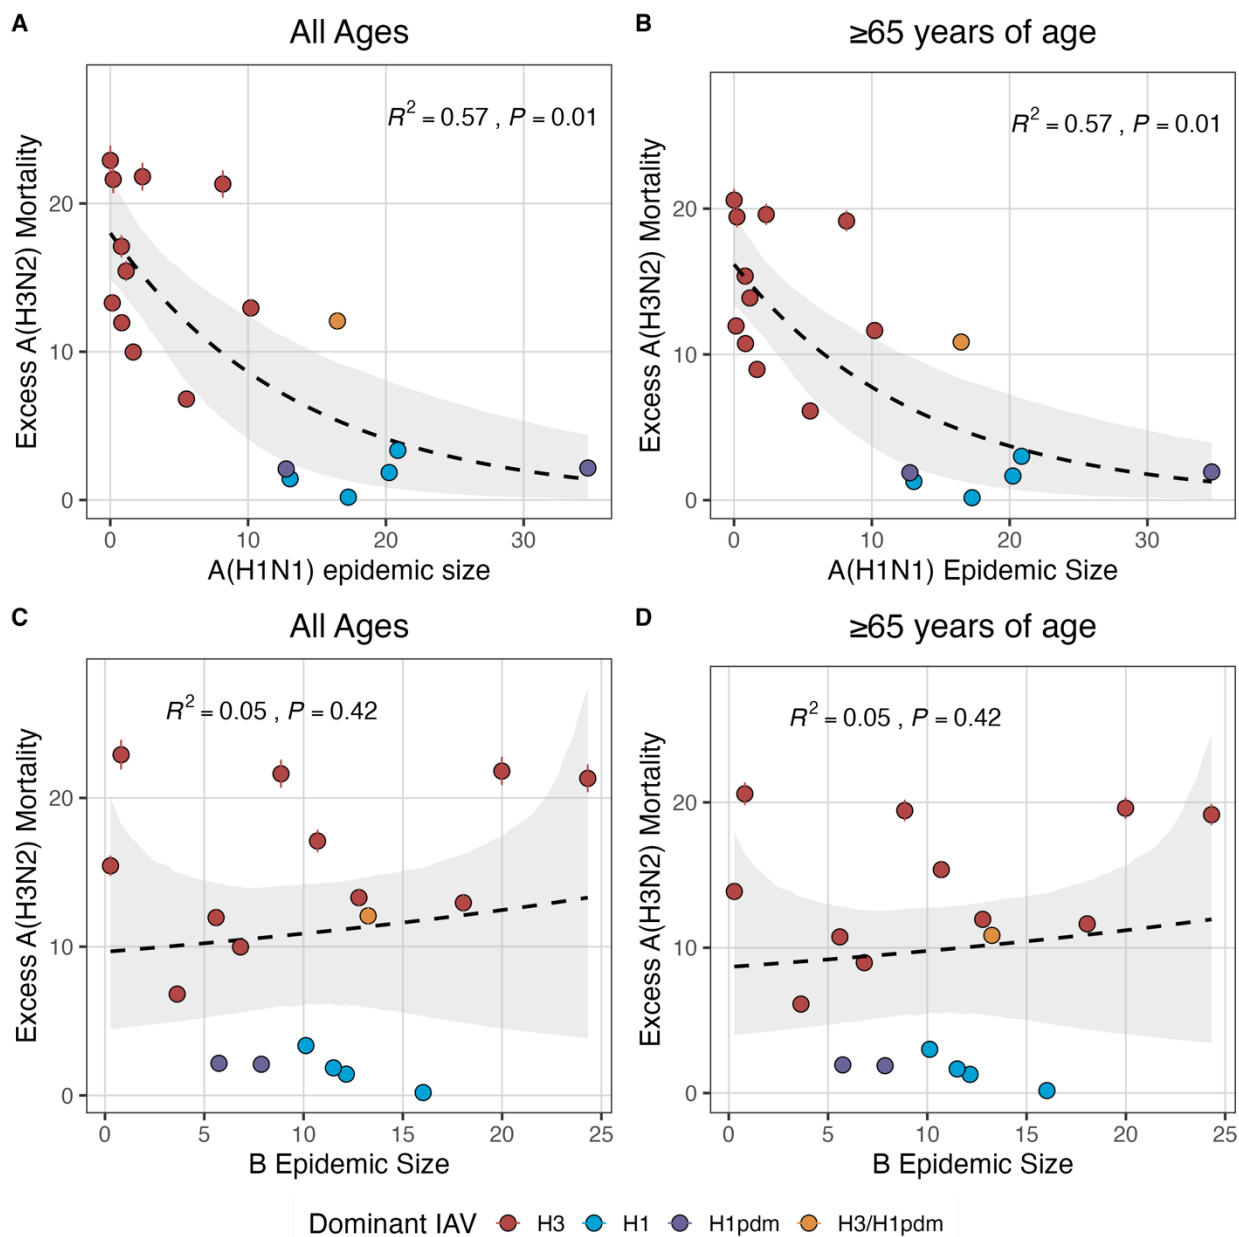 A
All Ages
R² = 0.57 , P = 0.01
Excess A(H3N2) Mortality
20
10
0
0 10 20 30
A(H1N1) epidemic size
B
≥65 years of age
R² = 0.57 , P = 0.01
Excess A(H3N2) Mortality
20
10
0
0 10 20 30
A(H1N1) Epidemic Size
C
All Ages
R² = 0.05 , P = 0.42
Excess A(H3N2) Mortality
20
10
0
0 5 10 15 20 25
B Epidemic Size
D
≥65 years of age
R² = 0.05 , P = 0.42
Excess A(H3N2) Mortality
20
10
0
0 5 10 15 20 25
B Epidemic Size
Dominant IAV H3 H1 H1pdm H3/H1pdm